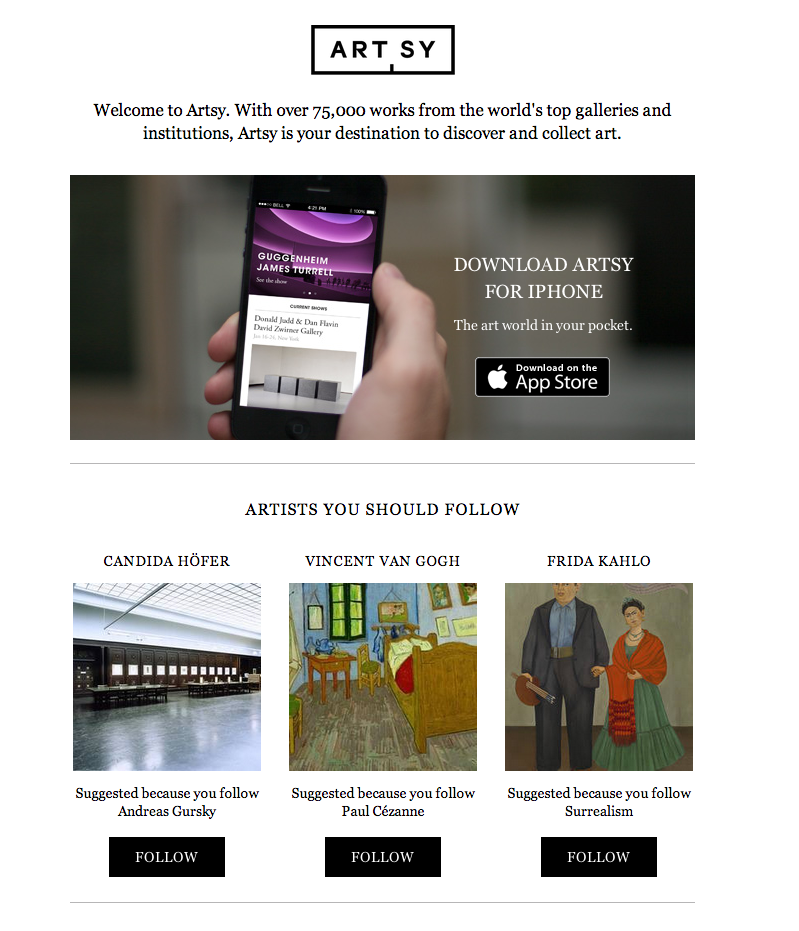 ARTSY
Welcome to Artsy. With over 75,000 works from the world's top galleries and
institutions, Artsy is your destination to discover and collect art.
BELL 4:21 PM 100%
GUGGENHEIM
JAMES TURRELL
See the show
CURRENT SHOWS
Donald Judd & Dan Flavin
David Zwirner Gallery
DOWNLOAD ARTSY
FOR IPHONE
The art world in your pocket.
Download on the
App Store
ARTISTS YOU SHOULD FOLLOW
CANDIDA HÖFER
Suggested because you follow
Andreas Gursky
FOLLOW
VINCENT VAN GOGH
Suggested because you follow
Paul Cézanne
FOLLOW
FRIDA KAHLO
Suggested because you follow
Surrealism
FOLLOW